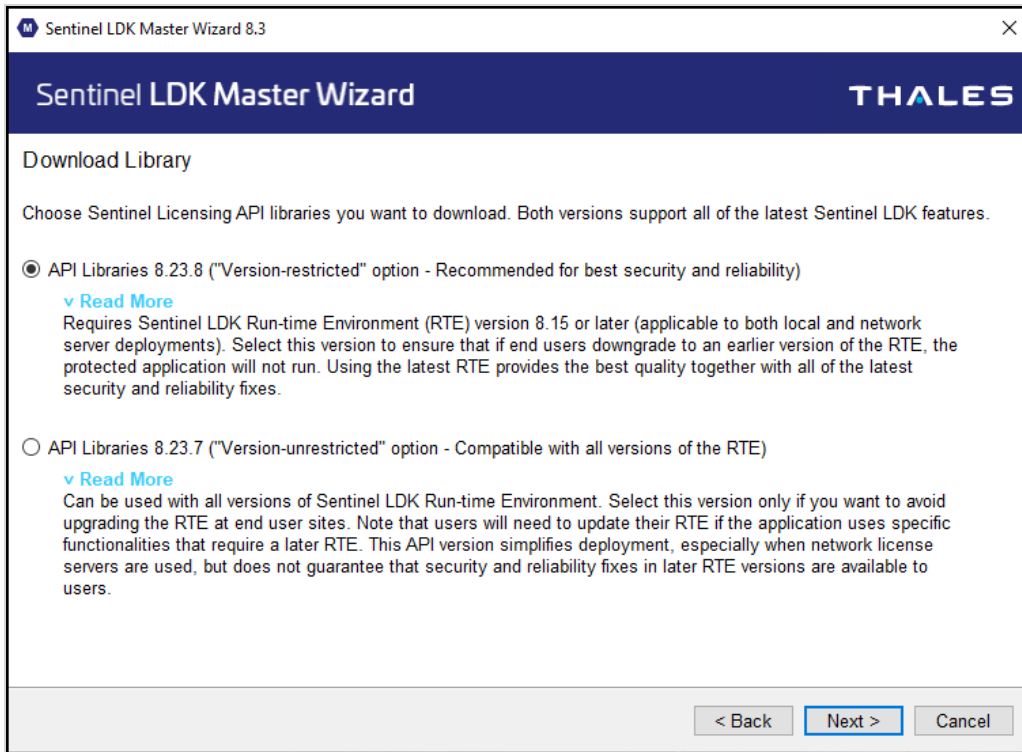 M Sentinel LDK Master Wizard 8.3
Sentinel LDK Master Wizard
THALES
Download Library
Choose Sentinel Licensing API libraries you want to download. Both versions support all of the latest Sentinel LDK features.
API Libraries 8.23.8 ("Version-restricted" option - Recommended for best security and reliability)
v Read More
Requires Sentinel LDK Run-time Environment (RTE) version 8.15 or later (applicable to both local and network
server deployments). Select this version to ensure that if end users downgrade to an earlier version of the RTE, the
protected application will not run. Using the latest RTE provides the best quality together with all of the latest
security and reliability fixes.
API Libraries 8.23.7 ("Version-unrestricted" option - Compatible with all versions of the RTE)
v Read More
Can be used with all versions of Sentinel LDK Run-time Environment. Select this version only if you want to avoid
upgrading the RTE at end user sites. Note that users will need to update their RTE if the application uses specific
functionalities that require a later RTE. This API version simplifies deployment, especially when network license
servers are used, but does not guarantee that security and reliability fixes in later RTE versions are available to
users.
< Back
Next >
Cancel